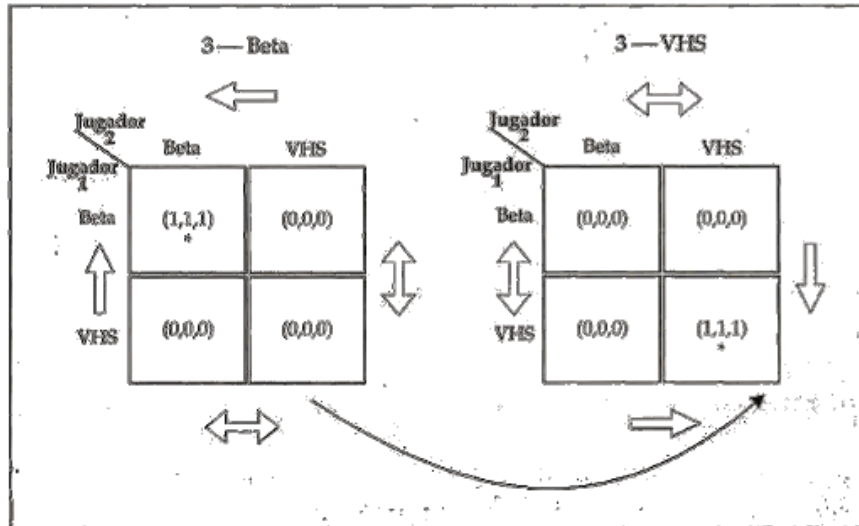 3—Beta
3—VHS
Jugador
2
Beta
VHS
Jugador
1
Beta
(1,1,1)
*
(0,0,0)
VHS
(0,0,0)
(0,0,0)
Jugador
2
Beta
VHS
Jugador
1
Beta
(0,0,0)
(0,0,0)
VHS
(0,0,0)
(1,1,1)
*